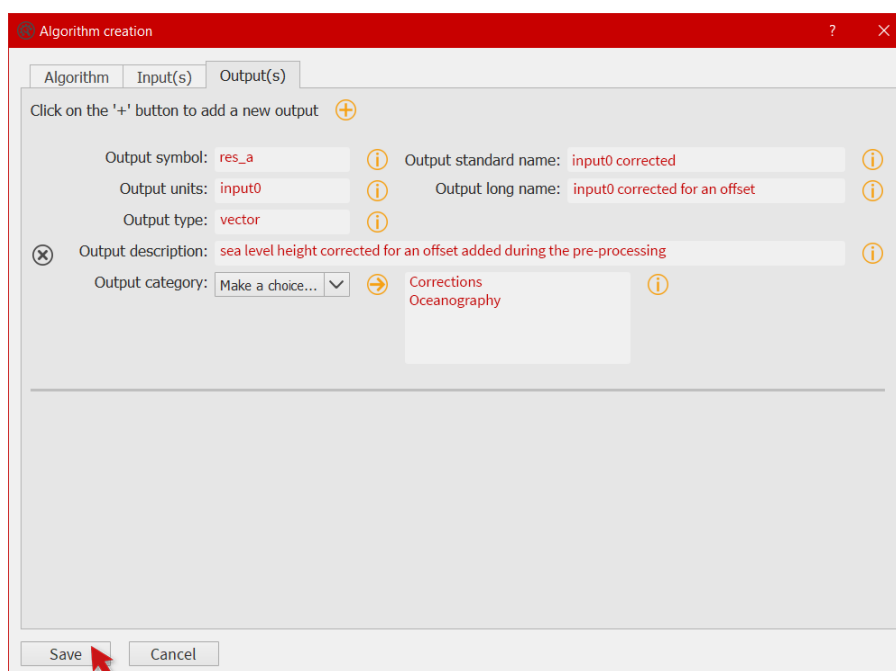 Algorithm creation ? ×
Algorithm Input(s) Output(s)
Click on the '+' button to add a new output
Output symbol: res_a Output standard name: input0 corrected
Output units: input0 Output long name: input0 corrected for an offset
Output type: vector
Output description: sea level height corrected for an offset added during the pre-processing
Output category: Make a choice... Corrections
Oceanography
Save Cancel